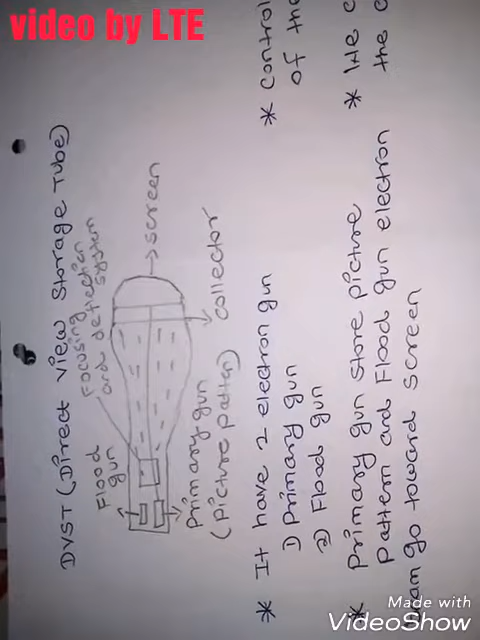 video by LTE
DVST (Direct view Storage Tube)
Focusing
and deflection
system
Flood
gun
screen
collector
Primary gun
(picture patten)
* It have 2 electron gun
1) Primary gun
2) Flood gun
* Primary gun store picture
Pattern and Flood gun electron
beam go toward screen
* control
of the
* the
Made with
VideoShow